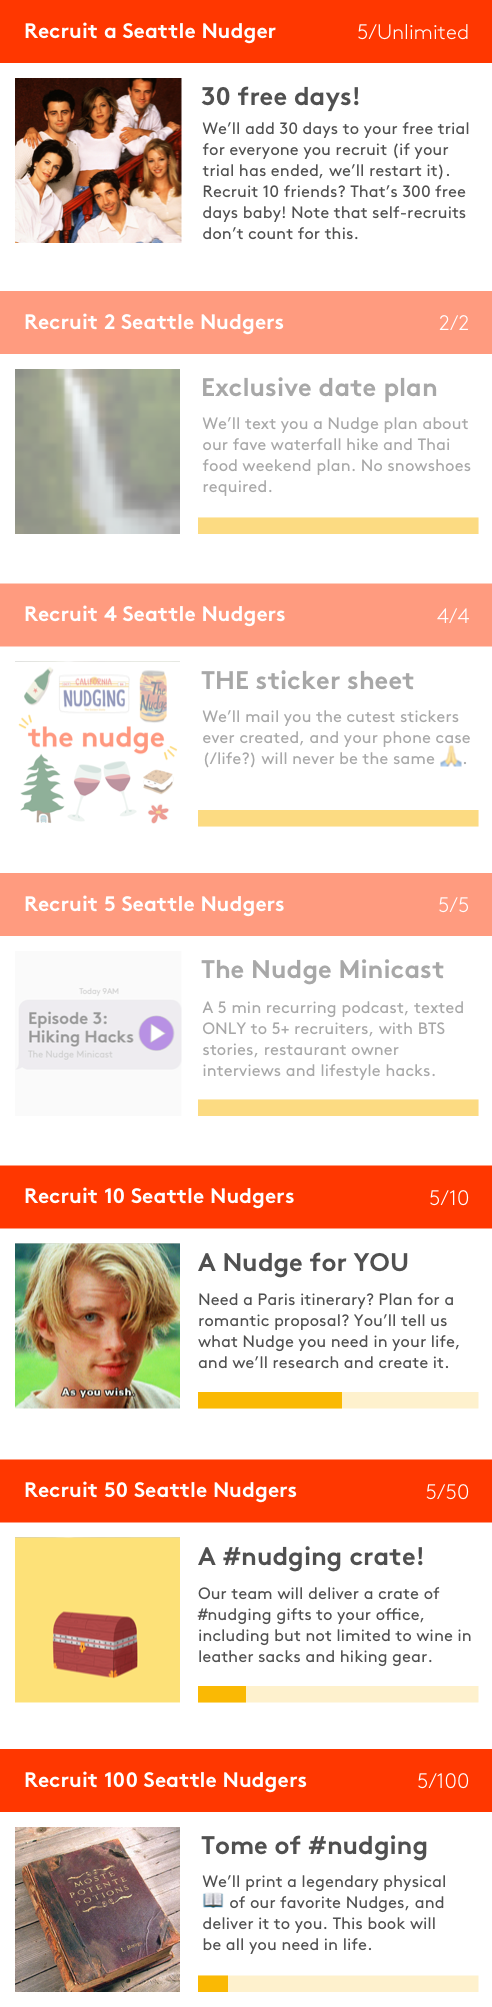 Recruit a Seattle Nudger 5/Unlimited
30 free days!
We'll add 30 days to your free trial
for everyone you recruit (if your
trial has ended, we'll restart it).
Recruit 10 friends? That's 300 free
days baby! Note that self-recruits
don't count for this.
Recruit 2 Seattle Nudgers 2/2
Exclusive date plan
We'll text you a Nudge plan about
our fave waterfall hike and Thai
food weekend plan. No snowshoes
required.
Recruit 4 Seattle Nudgers 4/4
CALIFORNIA
NUDGING
The
Nudge
the nudge
THE sticker sheet
We'll mail you the cutest stickers
ever created, and your phone case
(/life?) will never be the same 🙏.
Recruit 5 Seattle Nudgers 5/5
Today 9AM
Episode 3:
Hiking Hacks
The Nudge Minicast
The Nudge Minicast
A 5 min recurring podcast, texted
ONLY to 5+ recruiters, with BTS
stories, restaurant owner
interviews and lifestyle hacks.
Recruit 10 Seattle Nudgers 5/10
As you wish.
A Nudge for YOU
Need a Paris itinerary? Plan for a
romantic proposal? You'll tell us
what Nudge you need in your life,
and we'll research and create it.
Recruit 50 Seattle Nudgers 5/50
A #nudging crate!
Our team will deliver a crate of
#nudging gifts to your office,
including but not limited to wine in
leather sacks and hiking gear.
Recruit 100 Seattle Nudgers 5/100
MOSTE
POTENTE
POTIONS
Tome of #nudging
We'll print a legendary physical
📖 of our favorite Nudges, and
deliver it to you. This book will
be all you need in life.